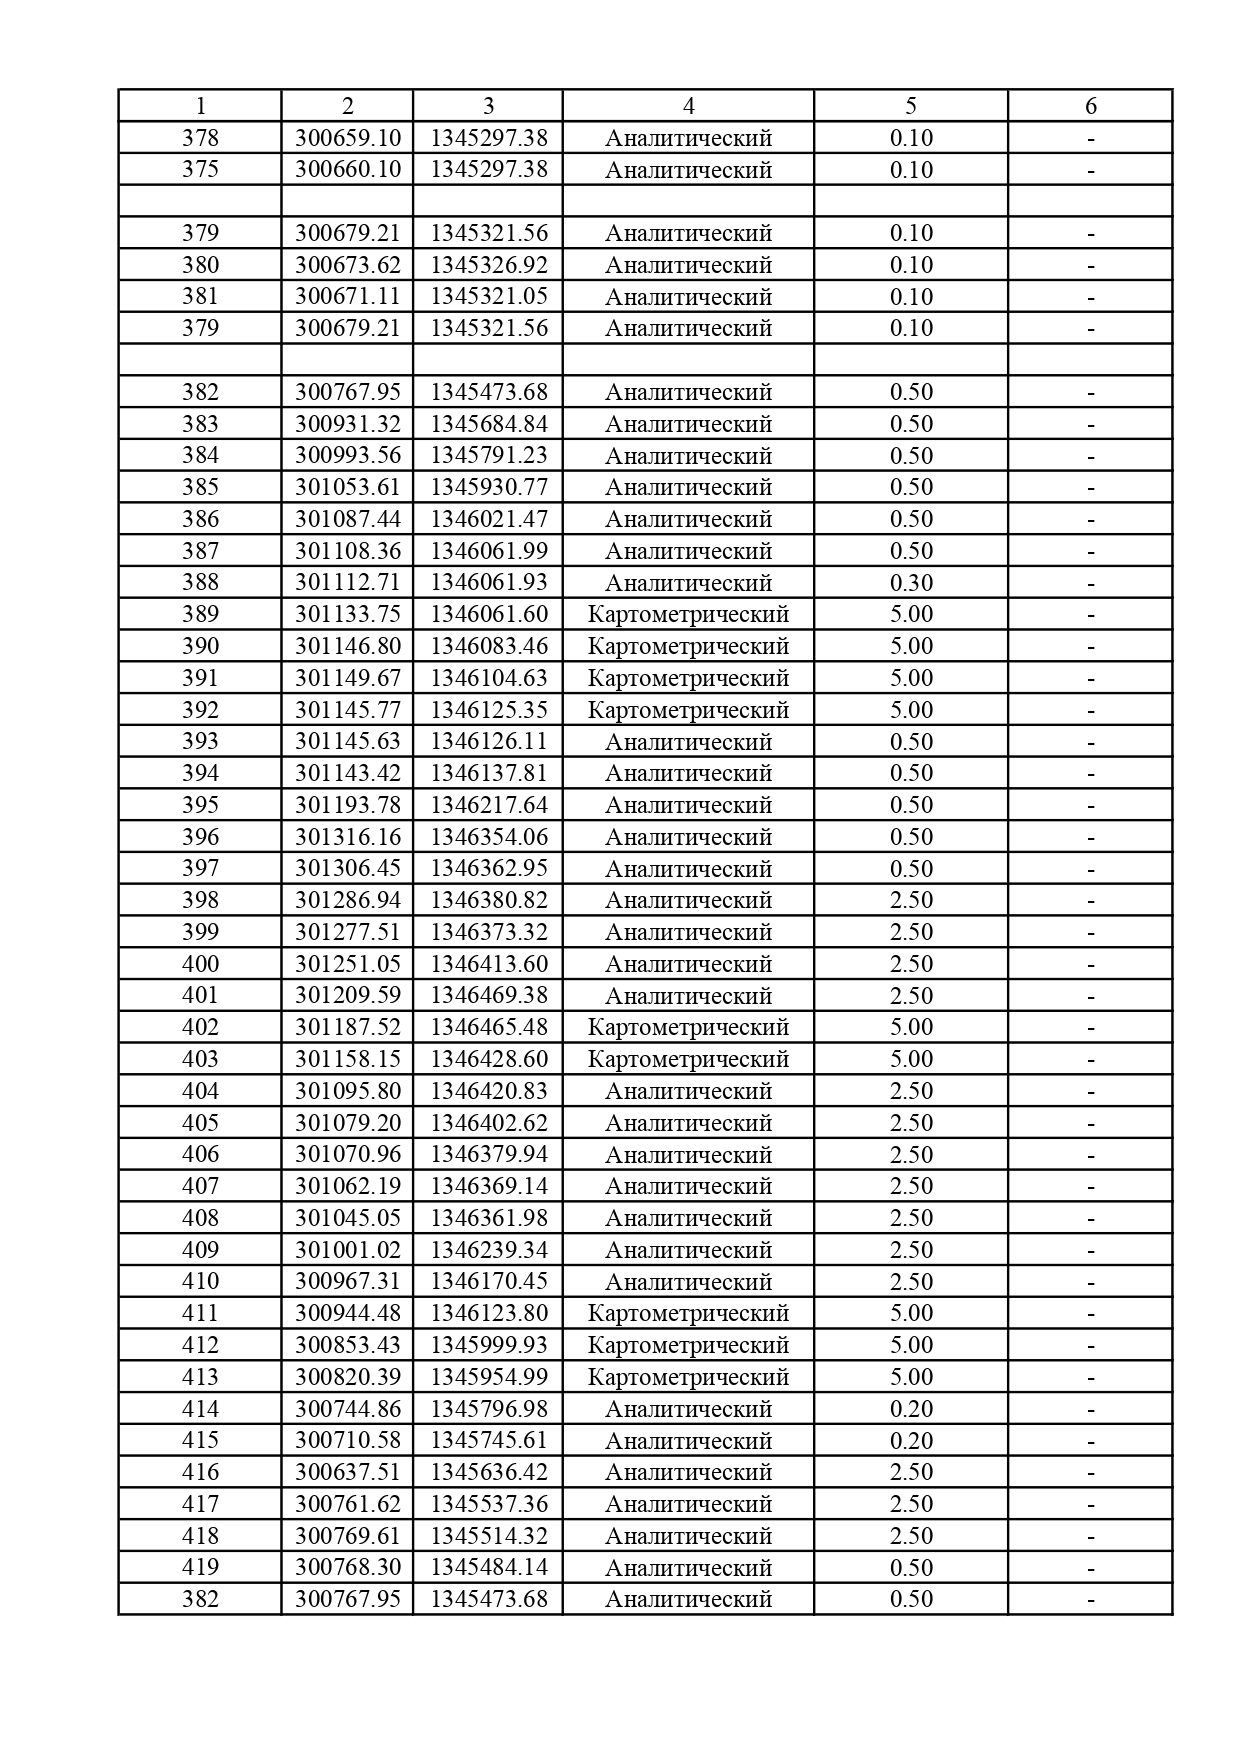 1 2 3 4 5 6
378 300659.10 1345297.38 Аналитический 0.10 -
375 300660.10 1345297.38 Аналитический 0.10 -
379 300679.21 1345321.56 Аналитический 0.10 -
380 300673.62 1345326.92 Аналитический 0.10 -
381 300671.11 1345321.05 Аналитический 0.10 -
379 300679.21 1345321.56 Аналитический 0.10 -
382 300767.95 1345473.68 Аналитический 0.50 -
383 300931.32 1345684.84 Аналитический 0.50 -
384 300993.56 1345791.23 Аналитический 0.50 -
385 301053.61 1345930.77 Аналитический 0.50 -
386 301087.44 1346021.47 Аналитический 0.50 -
387 301108.36 1346061.99 Аналитический 0.50 -
388 301112.71 1346061.93 Аналитический 0.30 -
389 301133.75 1346061.60 Картометрический 5.00 -
390 301146.80 1346083.46 Картометрический 5.00 -
391 301149.67 1346104.63 Картометрический 5.00 -
392 301145.77 1346125.35 Картометрический 5.00 -
393 301145.63 1346126.11 Аналитический 0.50 -
394 301143.42 1346137.81 Аналитический 0.50 -
395 301193.78 1346217.64 Аналитический 0.50 -
396 301316.16 1346354.06 Аналитический 0.50 -
397 301306.45 1346362.95 Аналитический 0.50 -
398 301286.94 1346380.82 Аналитический 2.50 -
399 301277.51 1346373.32 Аналитический 2.50 -
400 301251.05 1346413.60 Аналитический 2.50 -
401 301209.59 1346469.38 Аналитический 2.50 -
402 301187.52 1346465.48 Картометрический 5.00 -
403 301158.15 1346428.60 Картометрический 5.00 -
404 301095.80 1346420.83 Аналитический 2.50 -
405 301079.20 1346402.62 Аналитический 2.50 -
406 301070.96 1346379.94 Аналитический 2.50 -
407 301062.19 1346369.14 Аналитический 2.50 -
408 301045.05 1346361.98 Аналитический 2.50 -
409 301001.02 1346239.34 Аналитический 2.50 -
410 300967.31 1346170.45 Аналитический 2.50 -
411 300944.48 1346123.80 Картометрический 5.00 -
412 300853.43 1345999.93 Картометрический 5.00 -
413 300820.39 1345954.99 Картометрический 5.00 -
414 300744.86 1345796.98 Аналитический 0.20 -
415 300710.58 1345745.61 Аналитический 0.20 -
416 300637.51 1345636.42 Аналитический 2.50 -
417 300761.62 1345537.36 Аналитический 2.50 -
418 300769.61 1345514.32 Аналитический 2.50 -
419 300768.30 1345484.14 Аналитический 0.50 -
382 300767.95 1345473.68 Аналитический 0.50 -